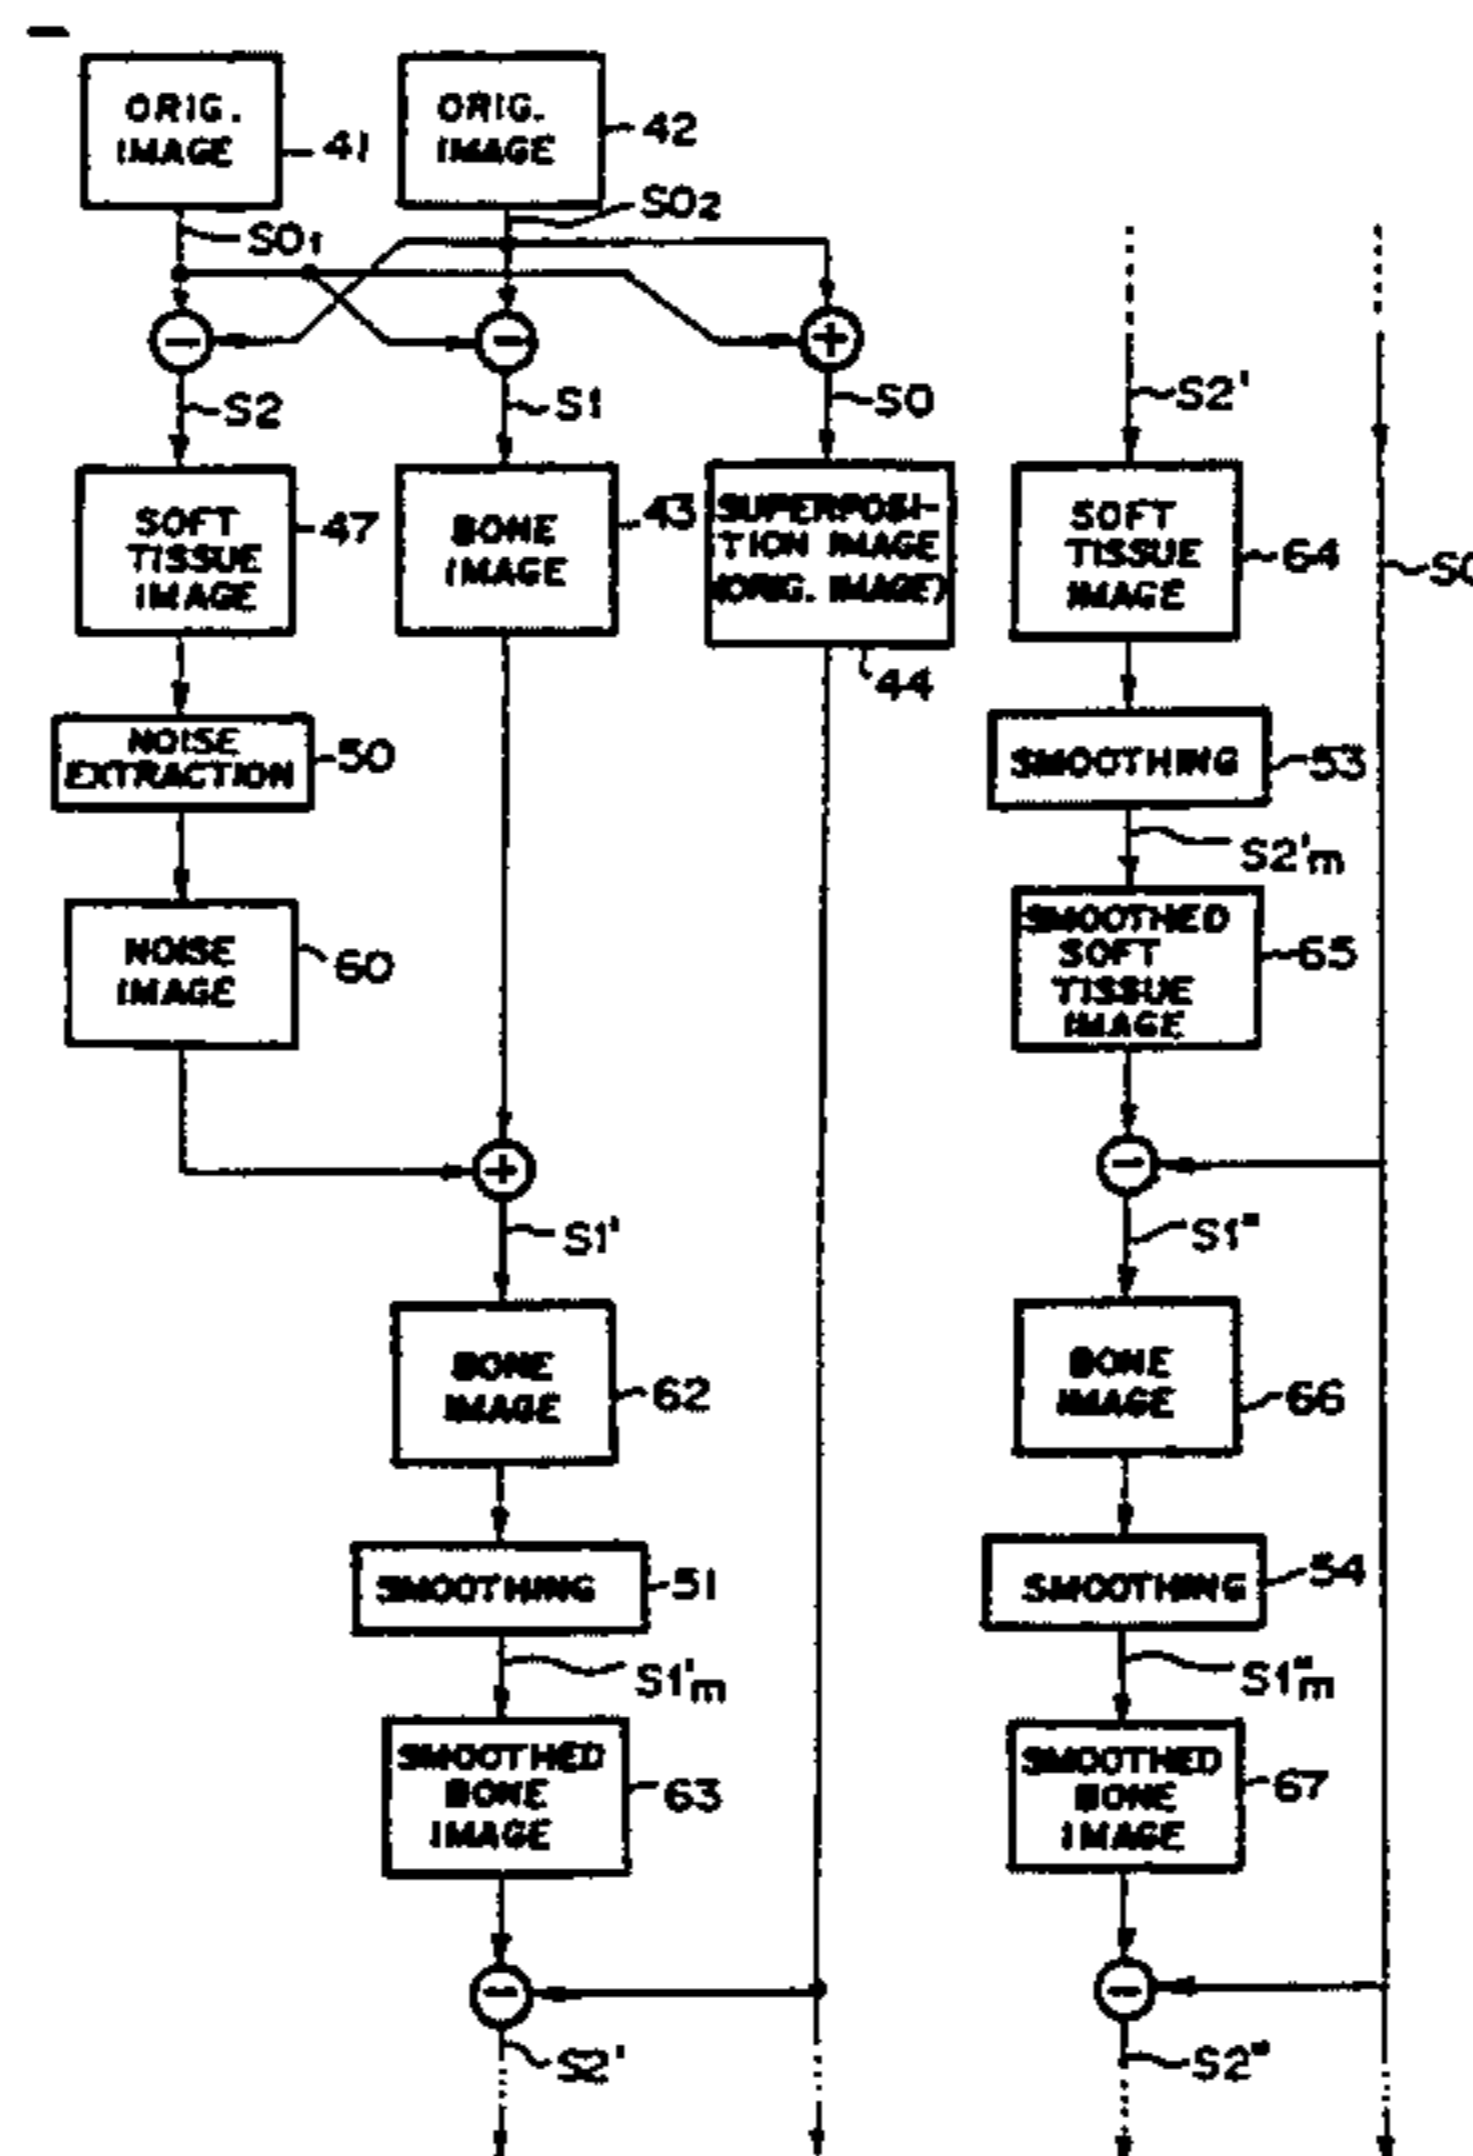 ORIG.
IMAGE
41
ORIG.
IMAGE
42
SO1
SO2
S2
S1
SO
SOFT
TISSUE
IMAGE
47
BONE
IMAGE
43
SUPERPOSI-
TION IMAGE
(ORIG. IMAGE)
44
NOISE
EXTRACTION
50
NOISE
IMAGE
60
S1'
BONE
IMAGE
62
SMOOTHING
51
S1'm
SMOOTHED
BONE
IMAGE
63
S2'
S2'
SOFT
TISSUE
IMAGE
64
SMOOTHING
53
S2'm
SMOOTHED
SOFT
TISSUE
IMAGE
65
S1"
BONE
IMAGE
66
SMOOTHING
54
S1"m
SMOOTHED
BONE
IMAGE
67
S2"